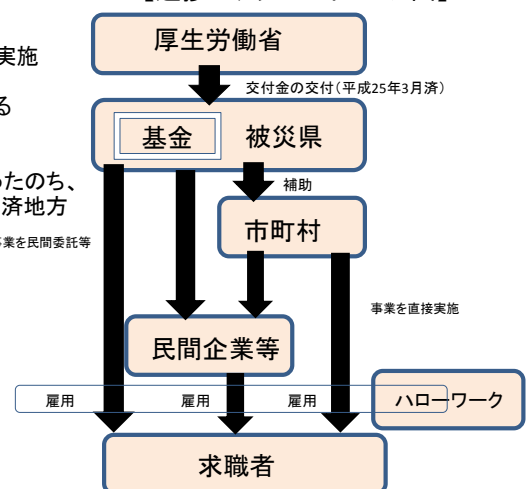 厚生労働省
実施
交付金の交付(平成25年3月済)
る
基金
被災県
ったのち、
補助
済地方
市町村
事業を民間委託等
事業を直接実施
民間企業等
雇用
雇用
雇用
ハローワーク
求職者